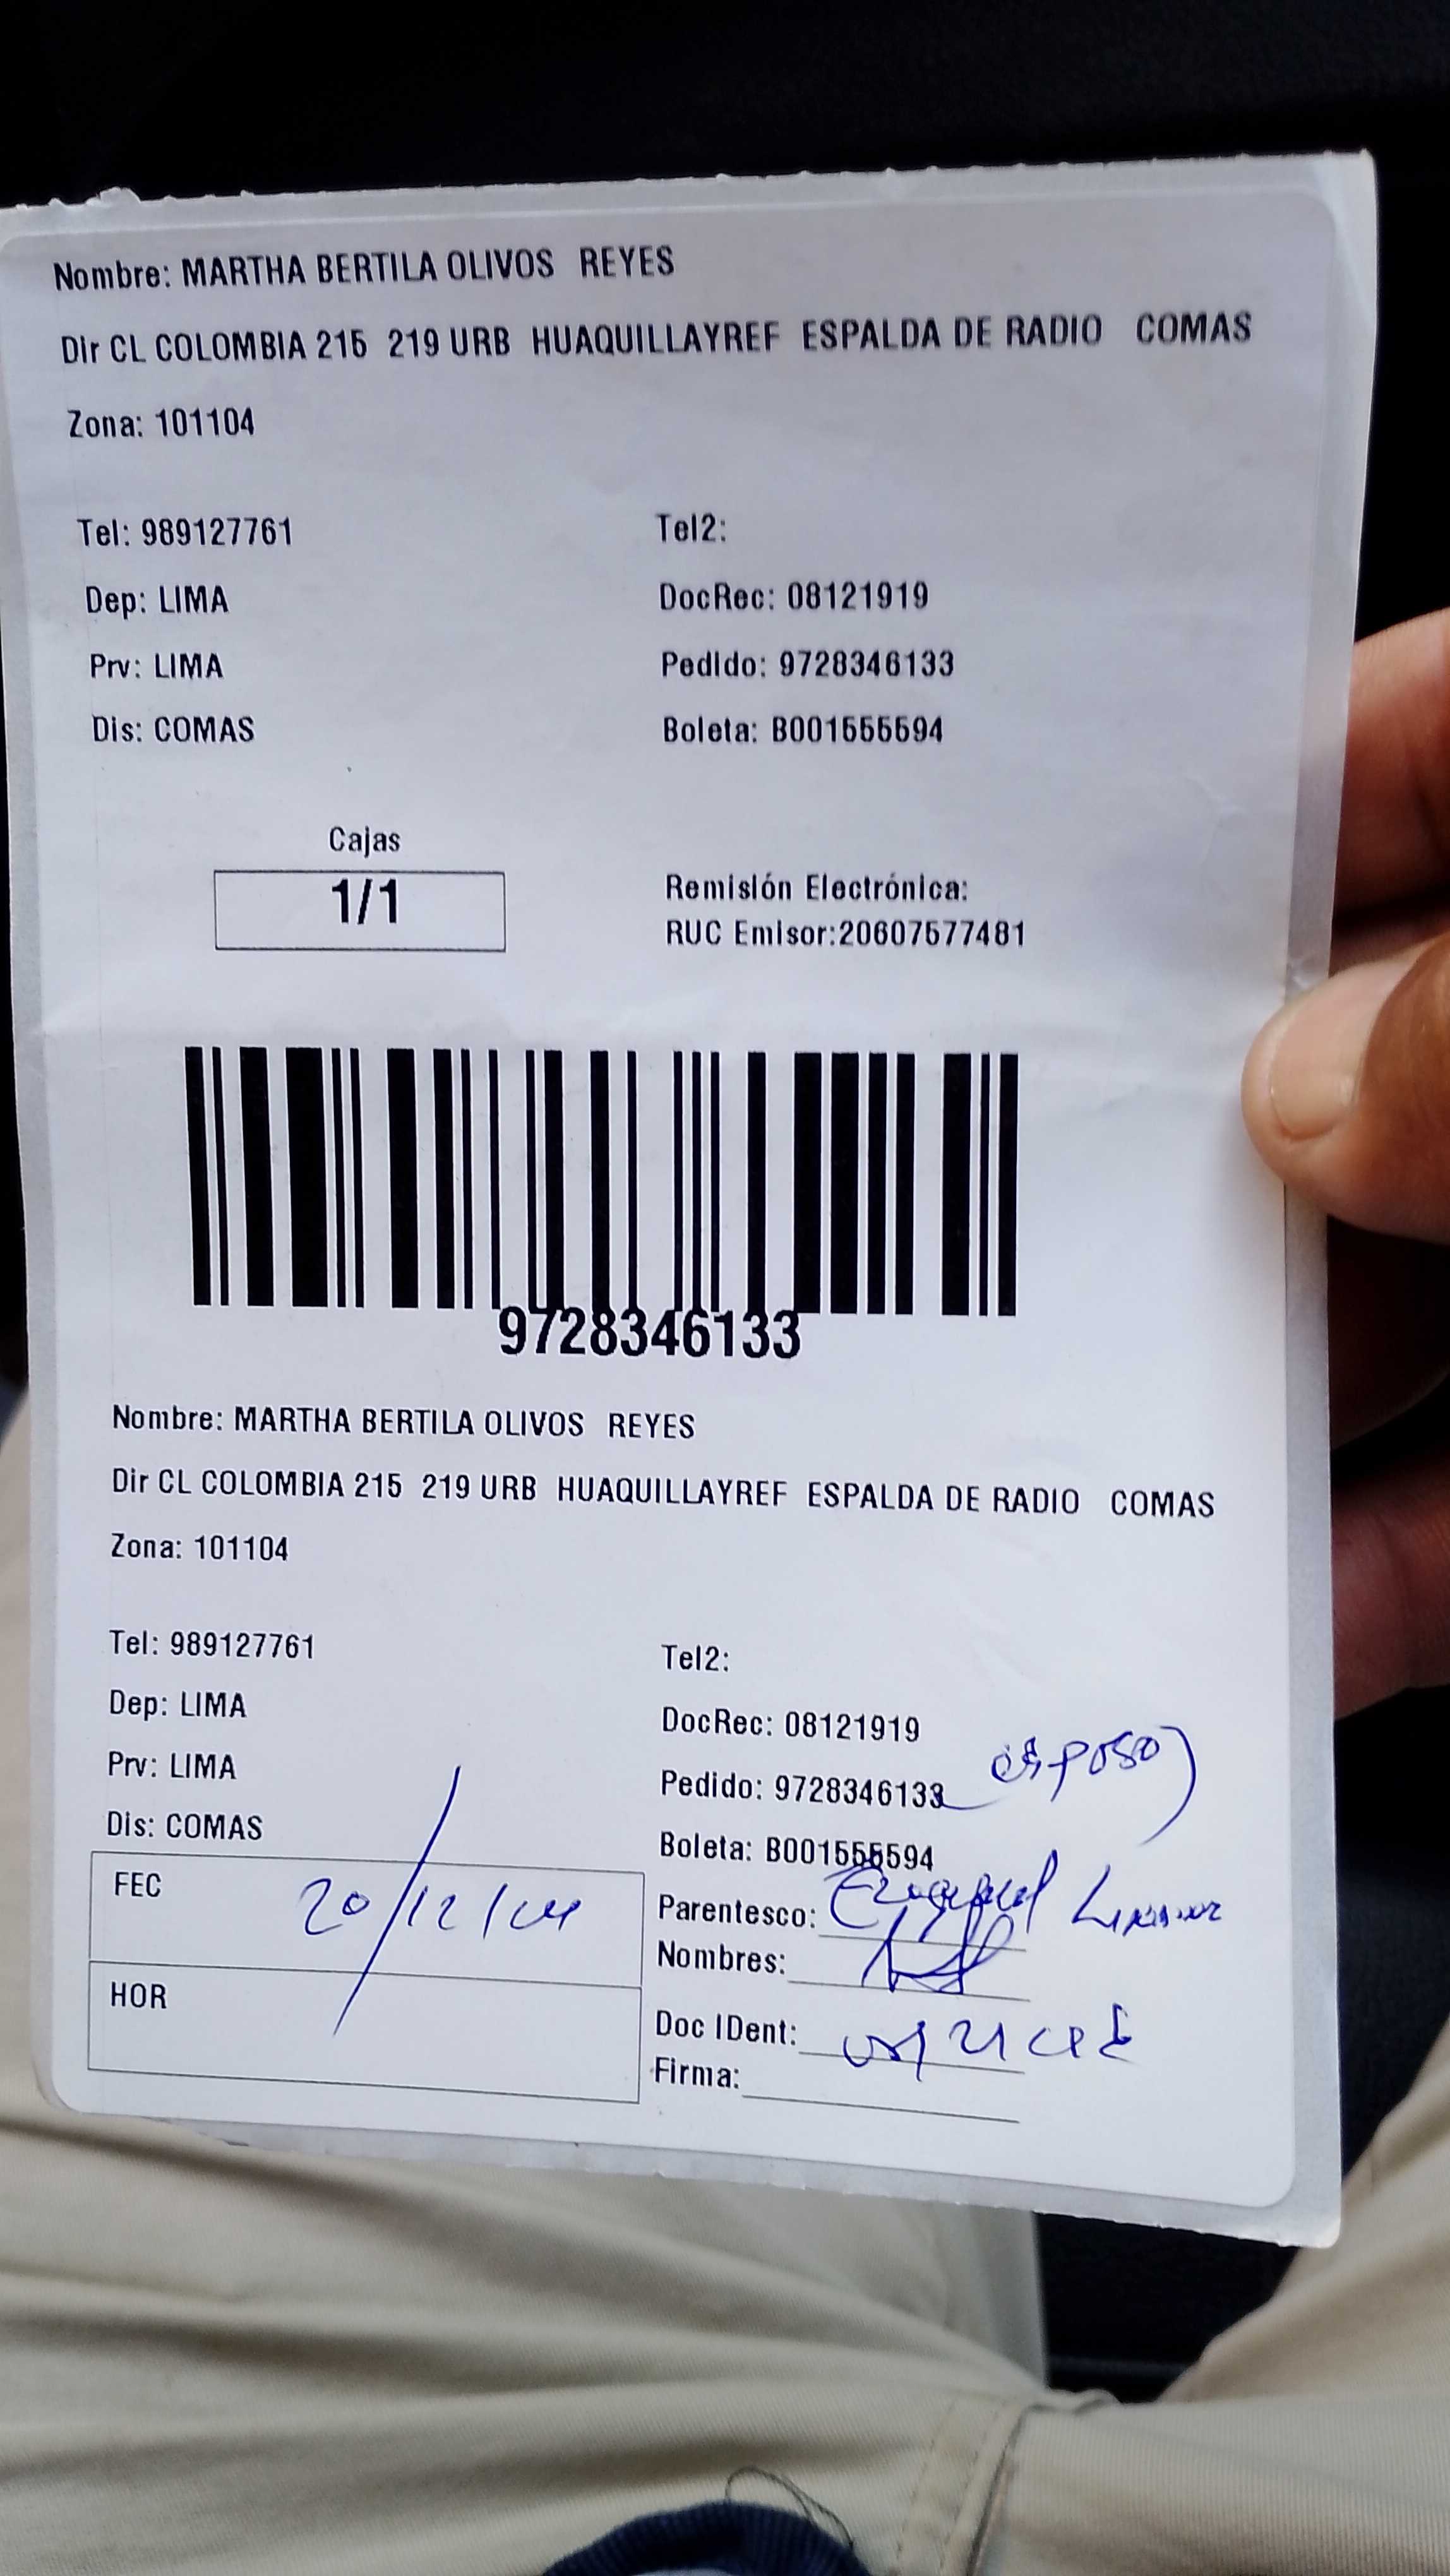 Nombre: MARTHA BERTILA OLIVOS REYES
Dir CL COLOMBIA 215 219 URB HUAQUILLAYREF ESPALDA DE RADIO COMAS
Zona: 101104
Tel: 989127761 Tel2:
Dep: LIMA DocRec: 08121919
Prv: LIMA Pedido: 9728346133
Dis: COMAS Boleta: B001555594
Cajas
1/1
Remisión Electrónica:
RUC Emisor:20607577481
9728346133
Nombre: MARTHA BERTILA OLIVOS REYES
Dir CL COLOMBIA 215 219 URB HUAQUILLAYREF ESPALDA DE RADIO COMAS
Zona: 101104
Tel: 989127761 Tel2:
Dep: LIMA DocRec: 08121919
Prv: LIMA Pedido: 9728346133 esposo)
Dis: COMAS Boleta: B001555594
FEC 20/12/24 Parentesco:
Nombres:
HOR Doc IDent:
Firma: